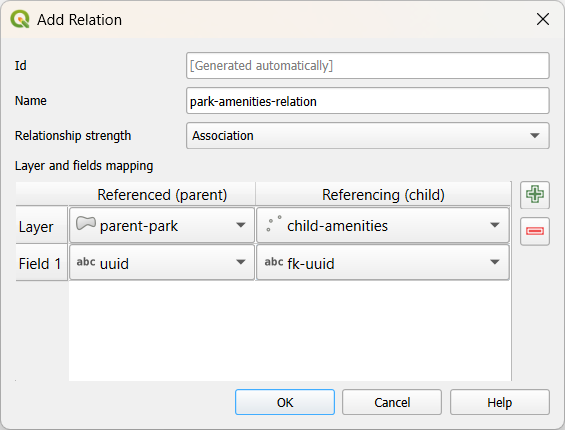 Add Relation
Id [Generated automatically]
Name park-amenities-relation
Relationship strength Association
Layer and fields mapping
Referenced (parent) Referencing (child)
Layer parent-park child-amenities
Field 1 abc uuid abc fk-uuid
OK Cancel Help